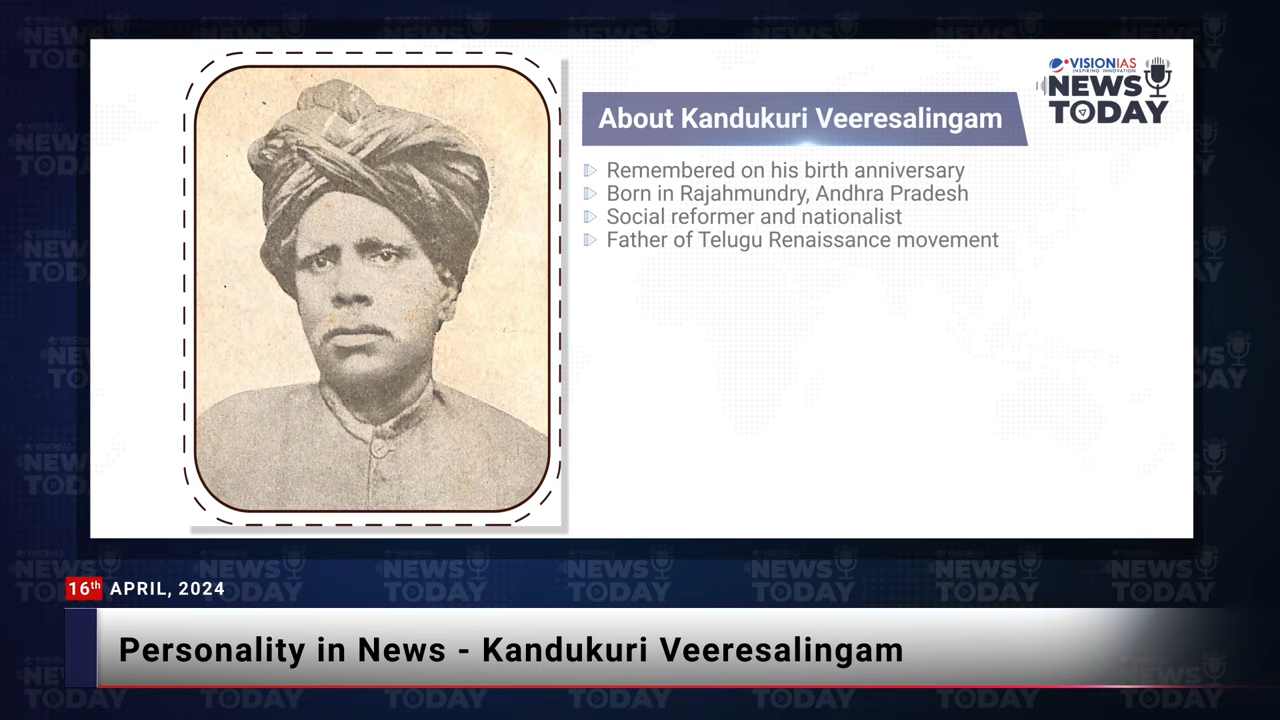 VISIONIAS
INSPIRING INNOVATION
NEWS
TODAY
About Kandukuri Veeresalingam
Remembered on his birth anniversary
Born in Rajahmundry, Andhra Pradesh
Social reformer and nationalist
Father of Telugu Renaissance movement
16th APRIL, 2024
Personality in News - Kandukuri Veeresalingam